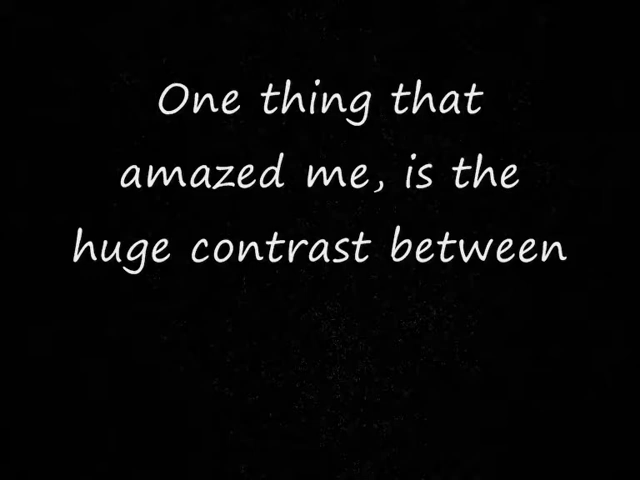 One thing that
amazed me, is the
huge contrast between